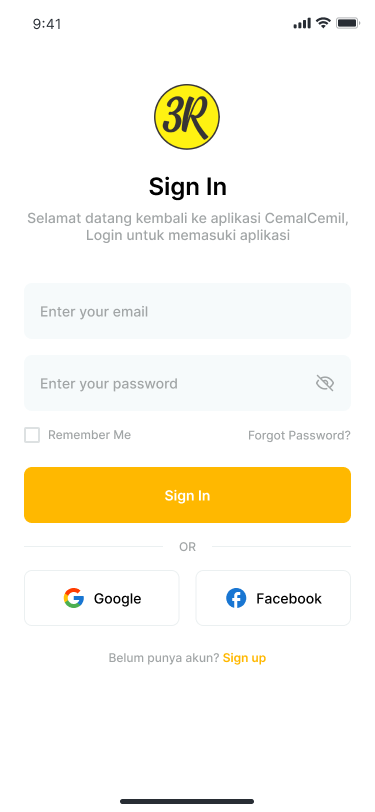 9:41
3R
Sign In
Selamat datang kembali ke aplikasi CemalCemil,
Login untuk memasuki aplikasi
Enter your email
Enter your password
Remember Me
Forgot Password?
Sign In
OR
Google
Facebook
Belum punya akun? Sign up